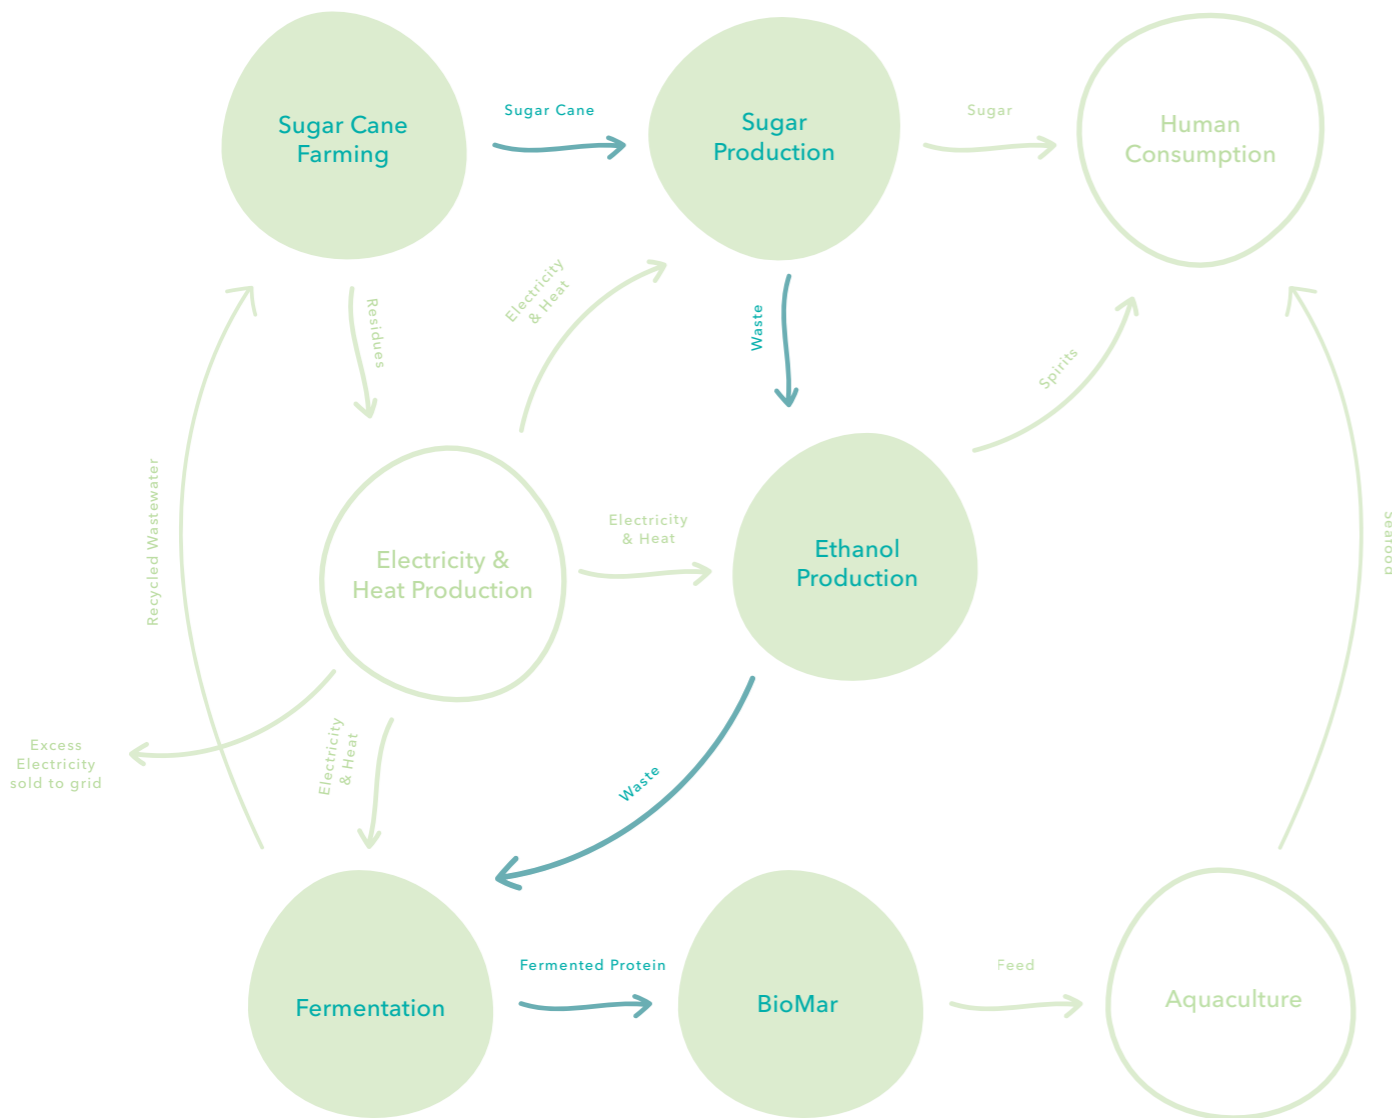 Sugar Cane
Farming
Sugar Cane
Sugar
Production
Sugar
Human
Consumption
Residues
Electricity
& Heat
Waste
Spirits
Recycled Wastewater
Electricity &
Heat Production
Electricity
& Heat
Ethanol
Production
Seafood
Excess
Electricity
sold to grid
Electricity
& Heat
Waste
Fermentation
Fermented Protein
BioMar
Feed
Aquaculture